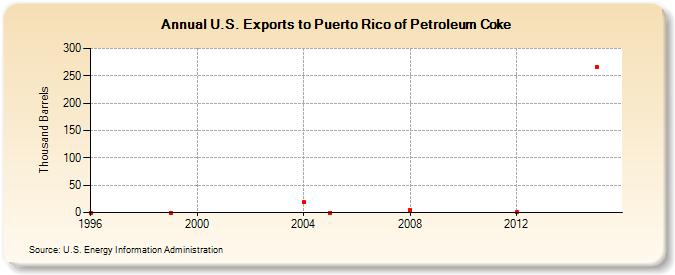 Annual U.S. Exports to Puerto Rico of Petroleum Coke
Thousand Barrels
300
250
200
150
100
50
0
1996 2000 2004 2008 2012
Source: U.S. Energy Information Administration